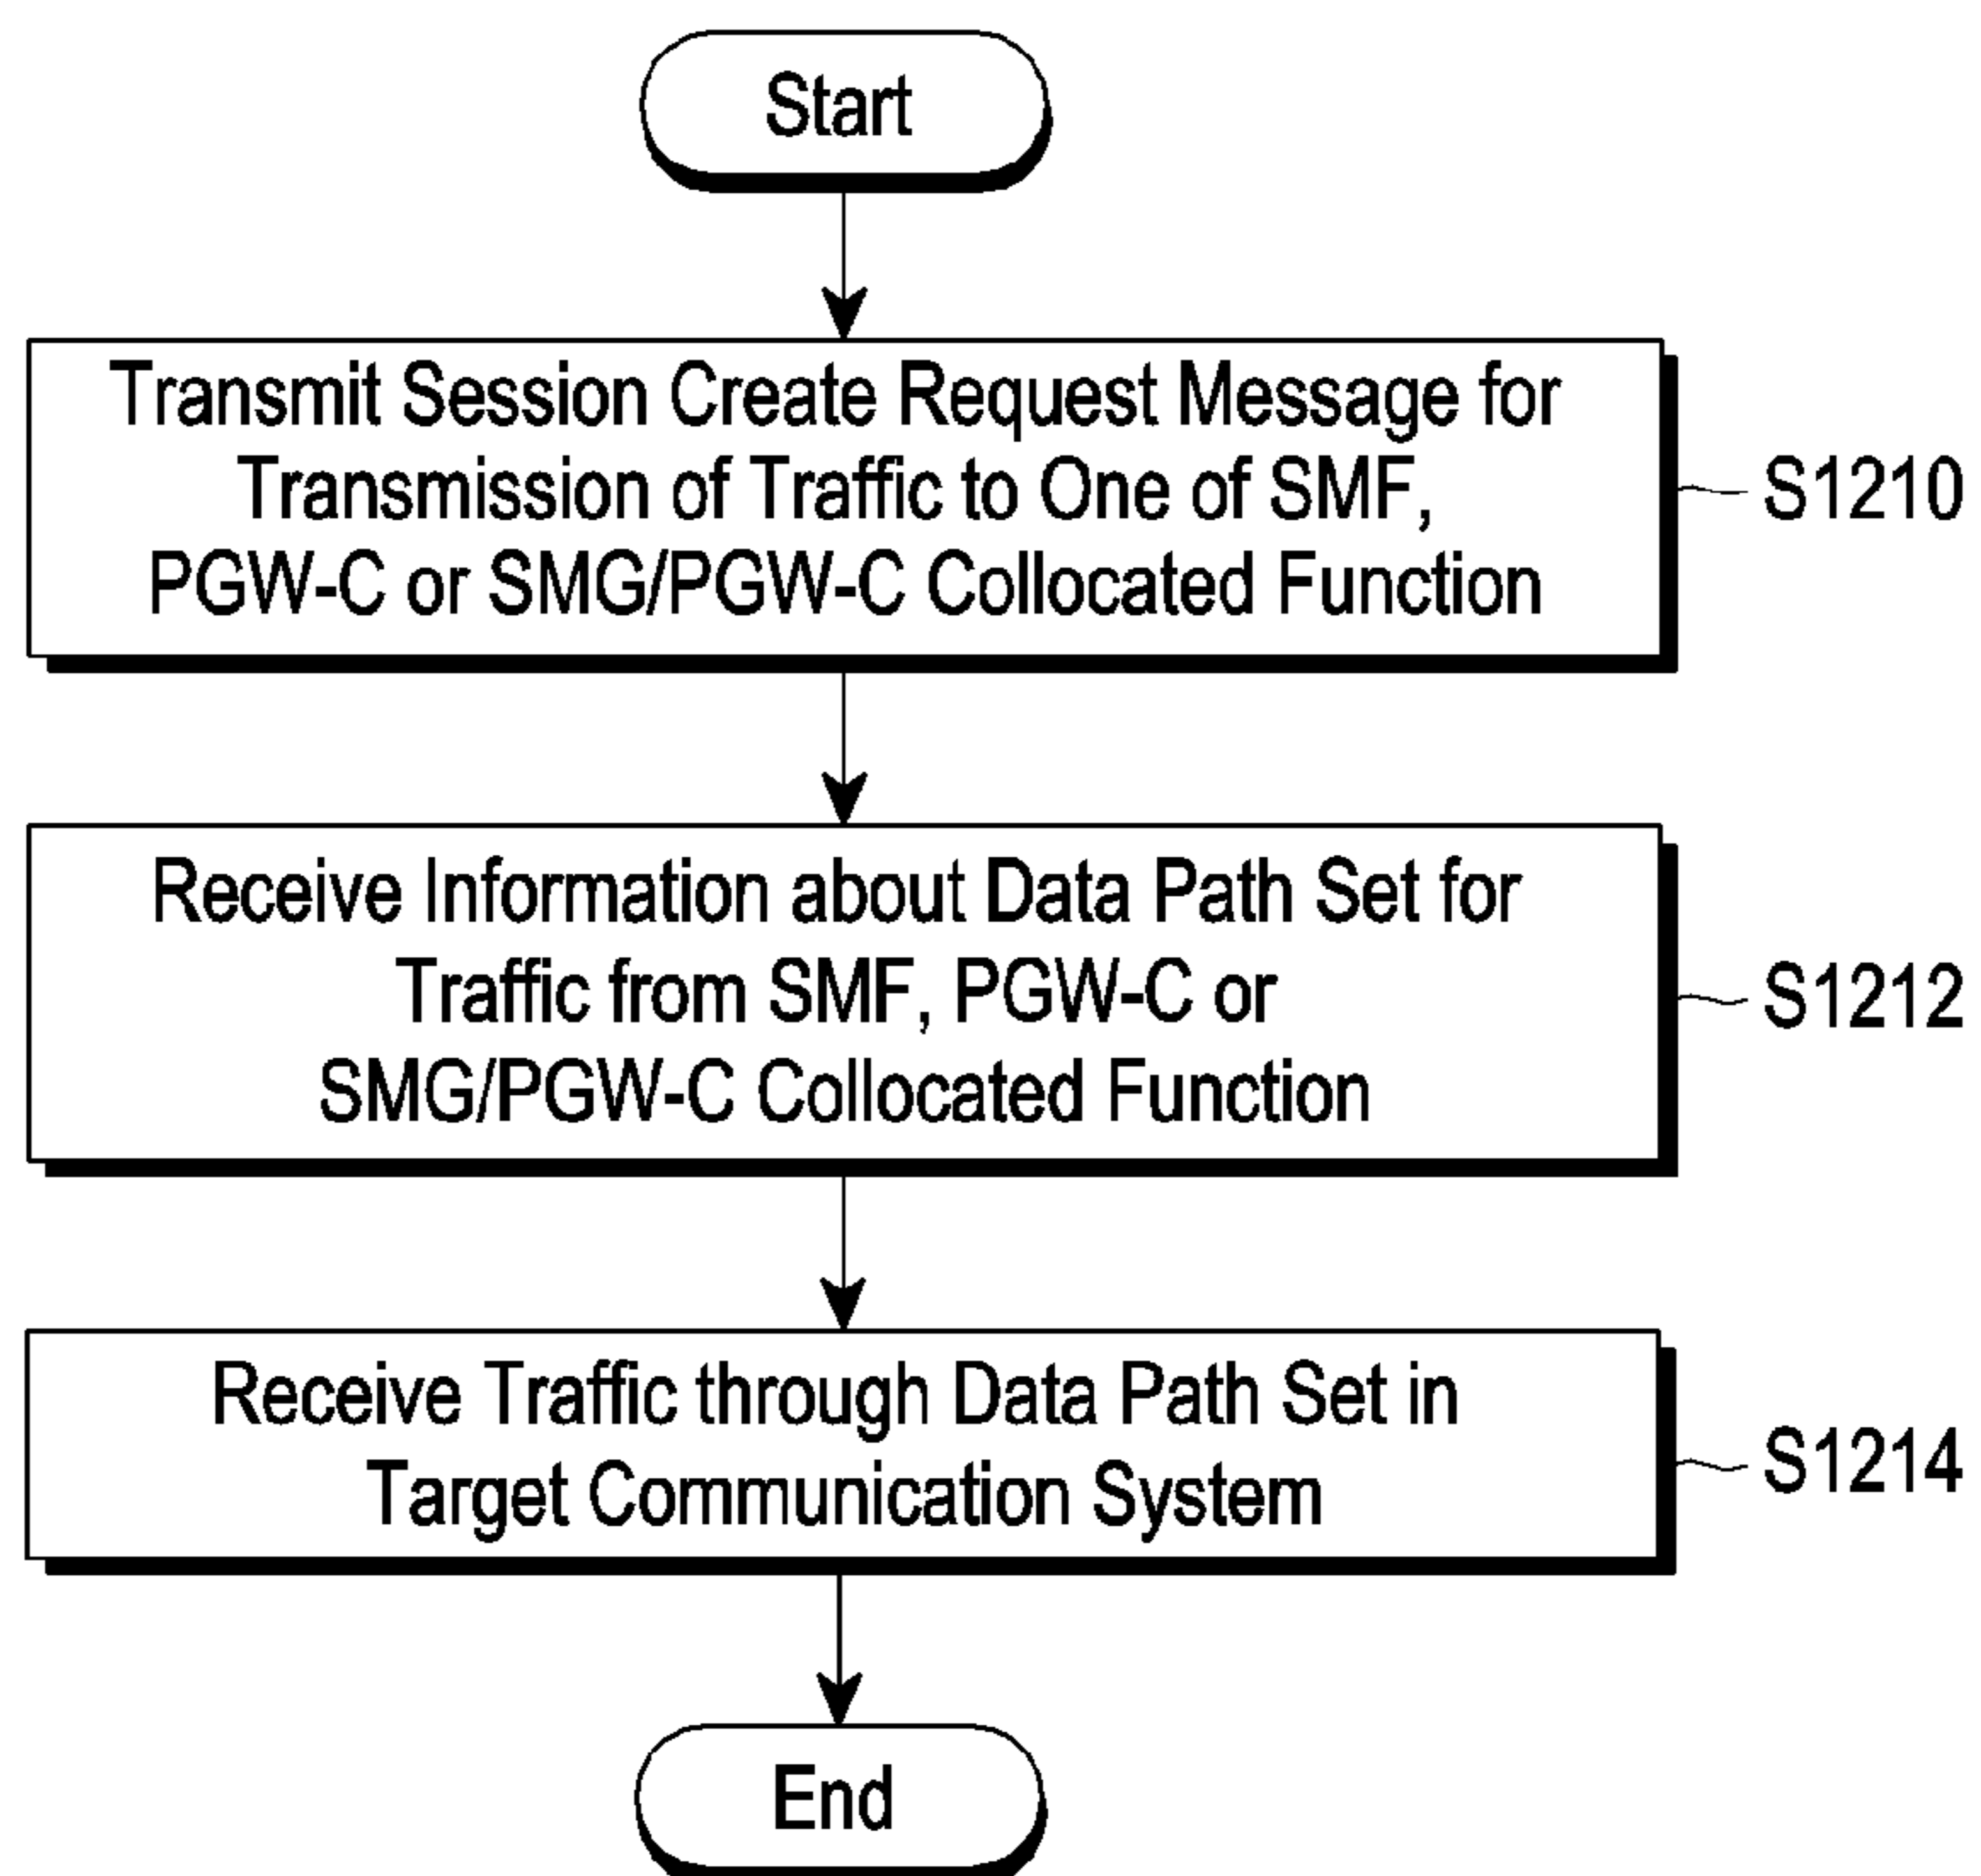 Start
Transmit Session Create Request Message for
Transmission of Traffic to One of SMF,
PGW-C or SMG/PGW-C Collocated Function
S1210
Receive Information about Data Path Set for
Traffic from SMF, PGW-C or
SMG/PGW-C Collocated Function
S1212
Receive Traffic through Data Path Set in
Target Communication System
S1214
End